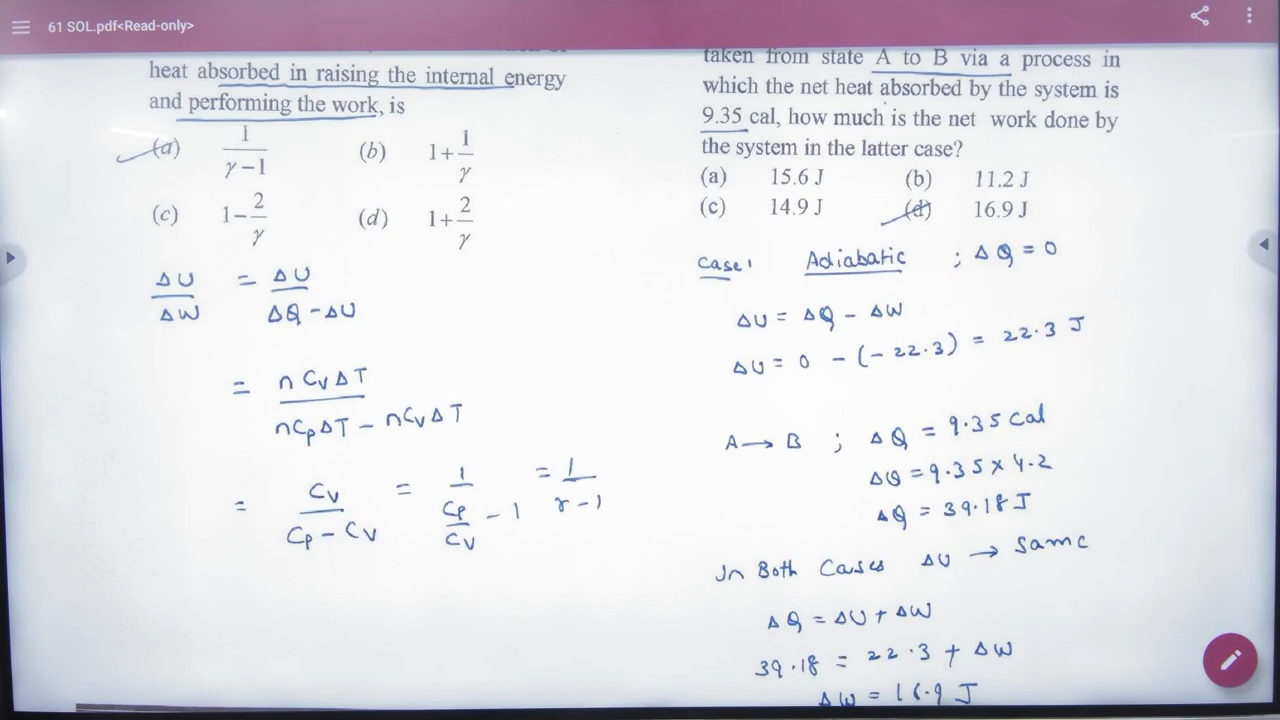 61 SOL.pdf<Read-only>
heat absorbed in raising the internal energy
and performing the work, is
(a) 1/(γ−1) (b) 1+1/γ
(c) 1−2/γ (d) 1+2/γ
ΔU/ΔW = ΔU/(ΔQ − ΔU)
= nCvΔT/(nCpΔT − nCvΔT)
= Cv/(Cp − Cv) = 1/(Cp/Cv − 1) = 1/(γ−1)
taken from state A to B via a process in
which the net heat absorbed by the system is
9.35 cal, how much is the net work done by
the system in the latter case?
(a) 15.6 J (b) 11.2 J
(c) 14.9 J (d) 16.9 J
Case 1 Adiabatic ; ΔQ = 0
ΔU = ΔQ − ΔW
ΔU = 0 − (−22.3) = 22.3 J
A → B ; ΔQ = 9.35 Cal
ΔQ = 9.35 × 4.2
ΔQ = 39.18 J
In Both Cases ΔU → Same
ΔQ = ΔU + ΔW
39.18 = 22.3 + ΔW
ΔW = 16.9 J